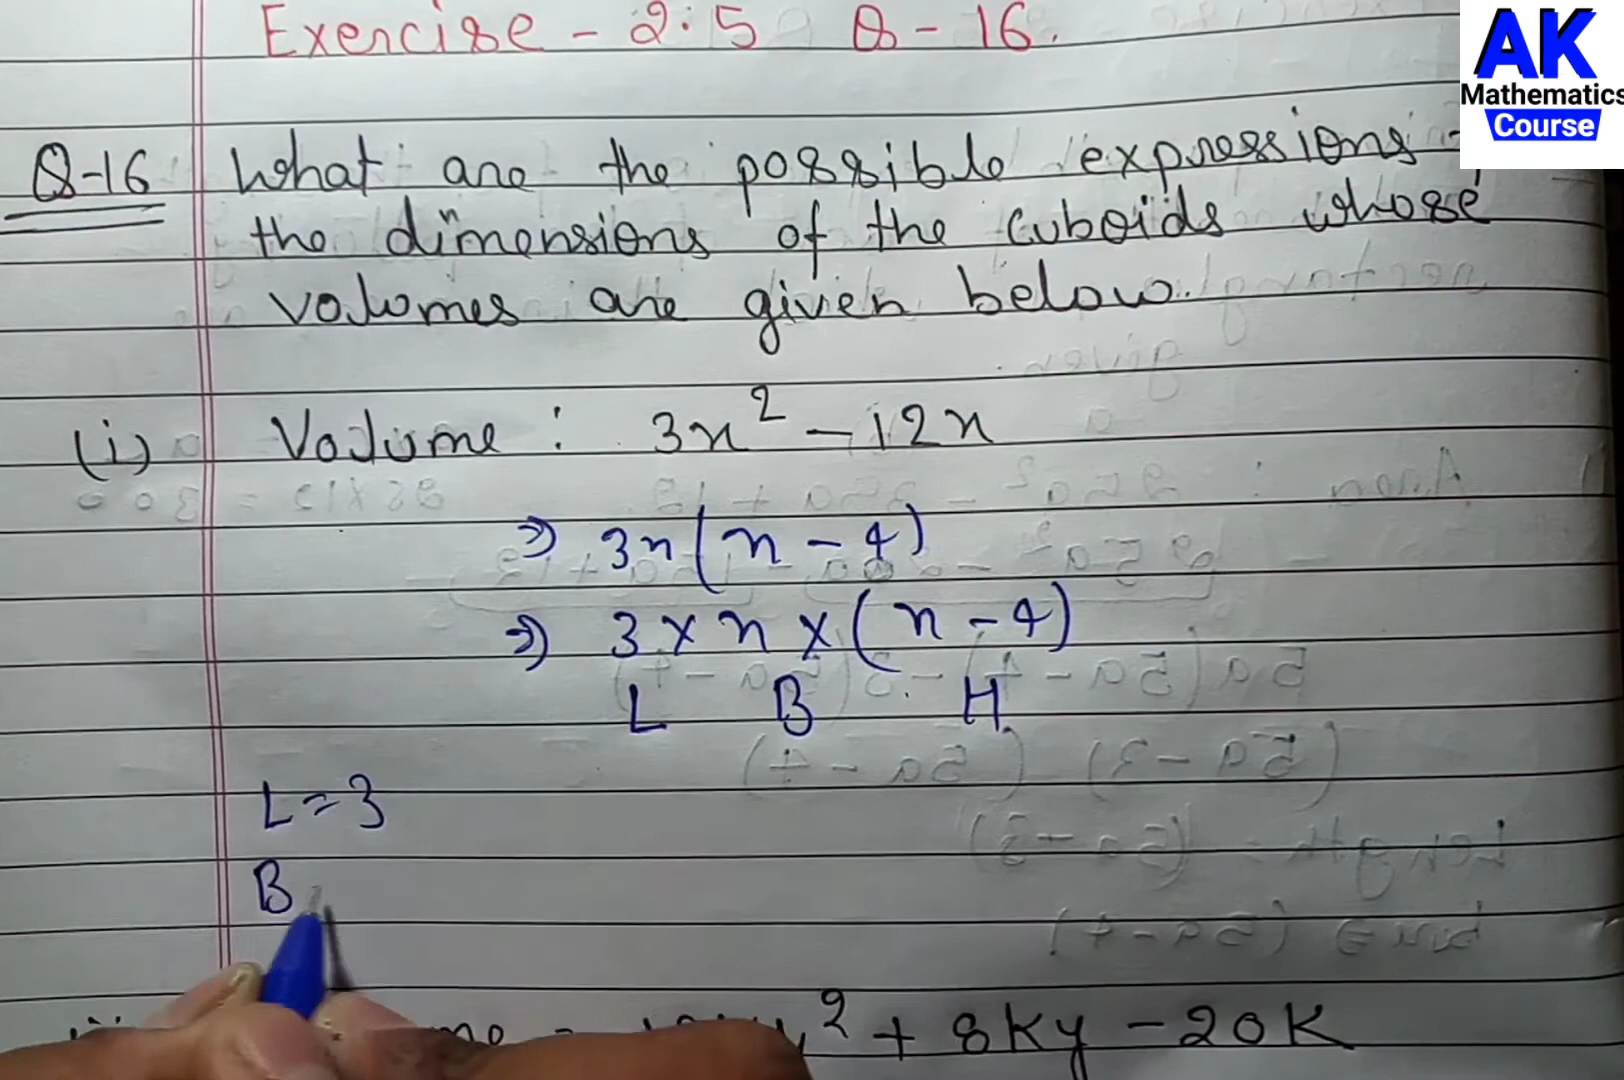 Exercise - 2.5 Q - 16.
AK
Mathematics
Course
Q-16 What are the possible expressions
the dimensions of the cuboids whose
volumes are given below.
(i) Volume : 3x² - 12x
⇒ 3x(x - 4)
⇒ 3 × x × (x - 4)
L B H
L = 3
B
y² + 8Ky - 20K